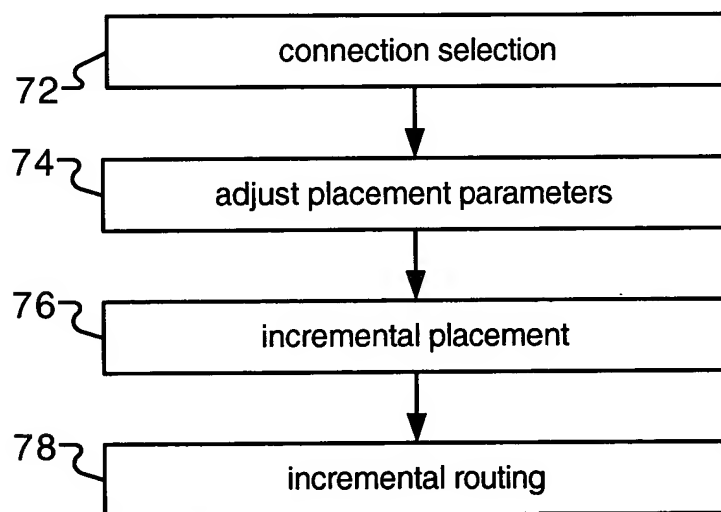 connection selection
72
74
adjust placement parameters
76
incremental placement
78
incremental routing